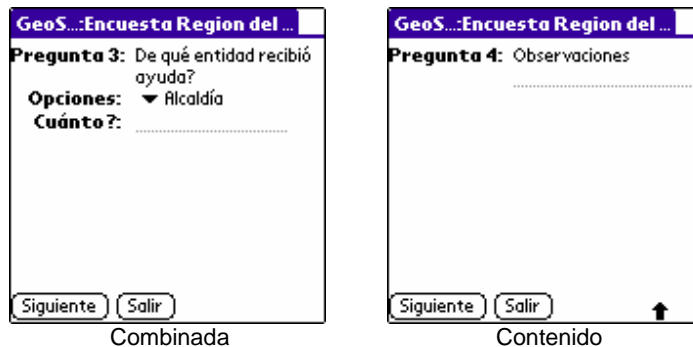 GeoS...:Encuesta Region del ...
Pregunta 3: De qué entidad recibió
ayuda?
Opciones: Alcaldía
Cuánto?:
Siguiente Salir
Combinada
GeoS...:Encuesta Region del ...
Pregunta 4: Observaciones
Siguiente Salir
Contenido